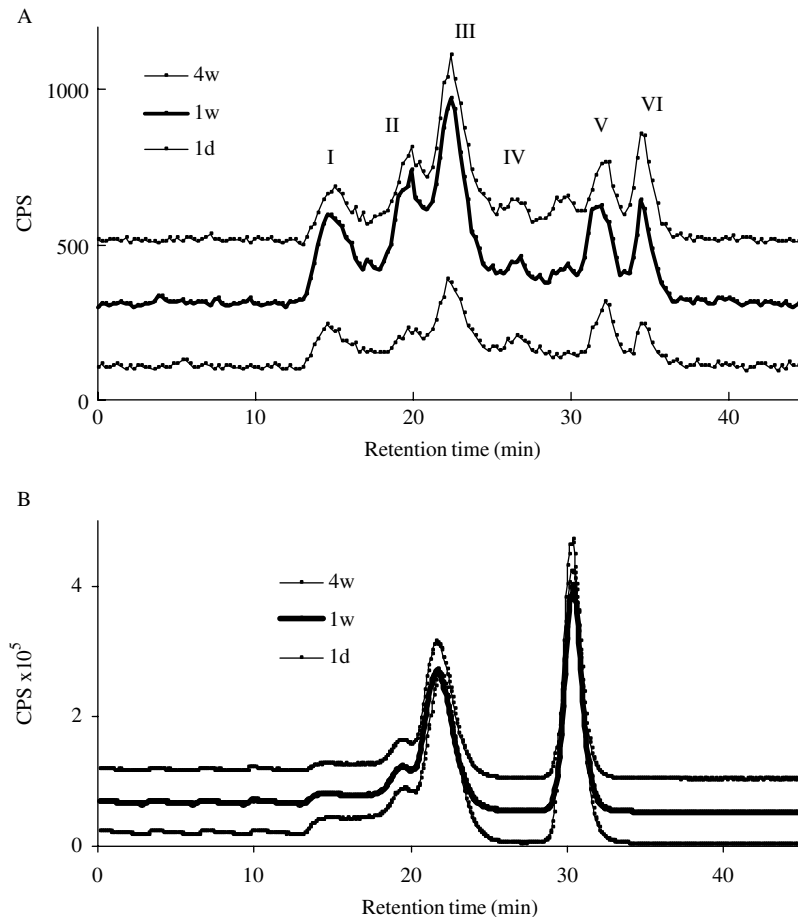 A
III
4w
1000
1w
VI
II
V
1d
I
IV
CPS
500
0
0 10 20 30 40
Retention time (min)
B
4
4w
1w
1d
CPS x10^5
2
0
0 10 20 30 40
Retention time (min)